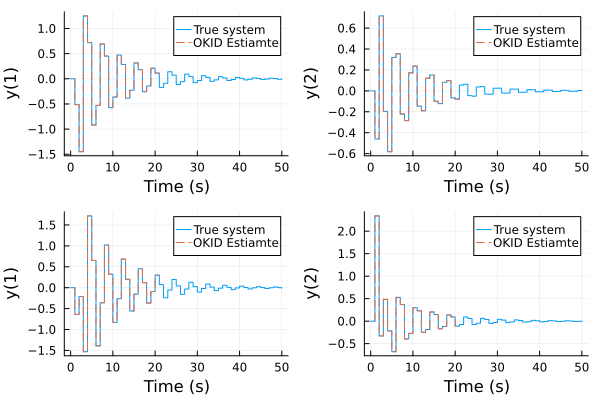 True system
OKID Estiamte
y(1)
1.0
0.5
0.0
−0.5
−1.0
−1.5
0 10 20 30 40 50
Time (s)
True system
OKID Estiamte
y(2)
0.6
0.4
0.2
0.0
−0.2
−0.4
−0.6
0 10 20 30 40 50
Time (s)
True system
OKID Estiamte
y(1)
1.5
1.0
0.5
0.0
−0.5
−1.0
−1.5
0 10 20 30 40 50
Time (s)
True system
OKID Estiamte
y(2)
2.0
1.5
1.0
0.5
0.0
−0.5
0 10 20 30 40 50
Time (s)